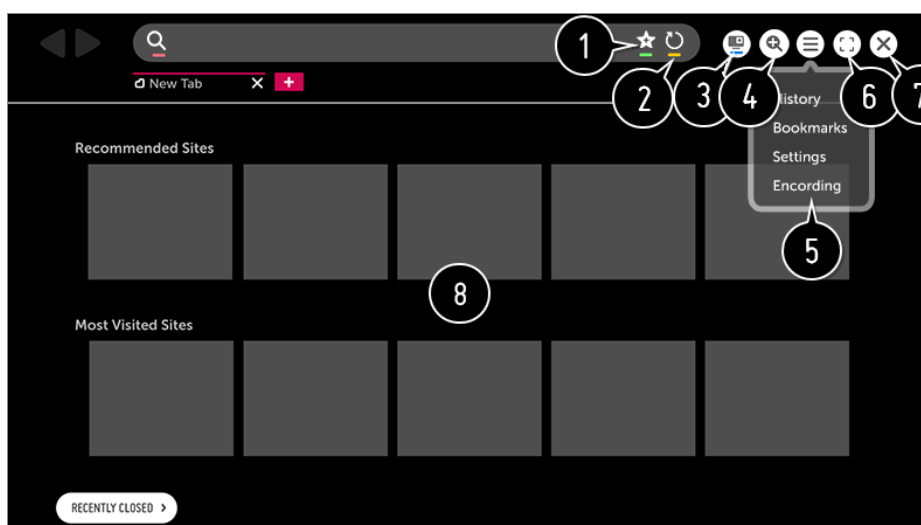 1
New Tab
2
3
4
6
7
History
Bookmarks
Settings
Encording
5
Recommended Sites
8
Most Visited Sites
RECENTLY CLOSED